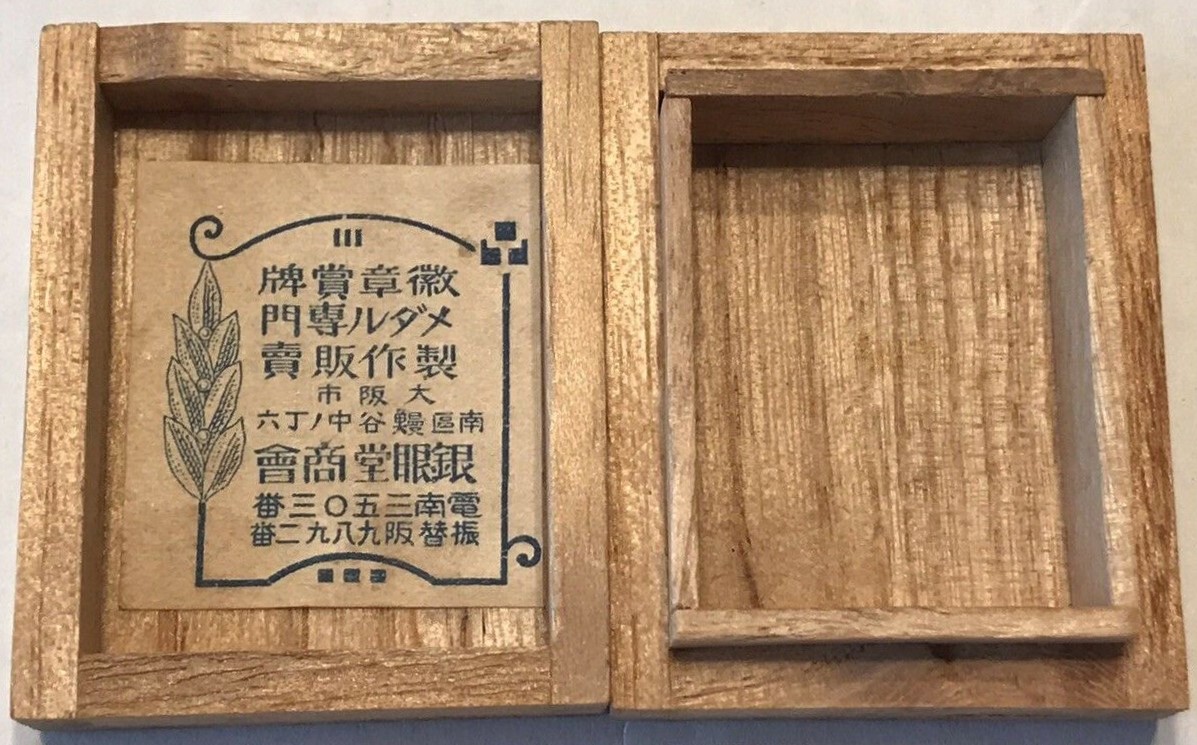 徽章賞牌
メダル專門
製作販賣
大阪市
南區鰻谷中ノ丁六
銀眼堂商會
電南三五〇三番
振替阪九八九二番